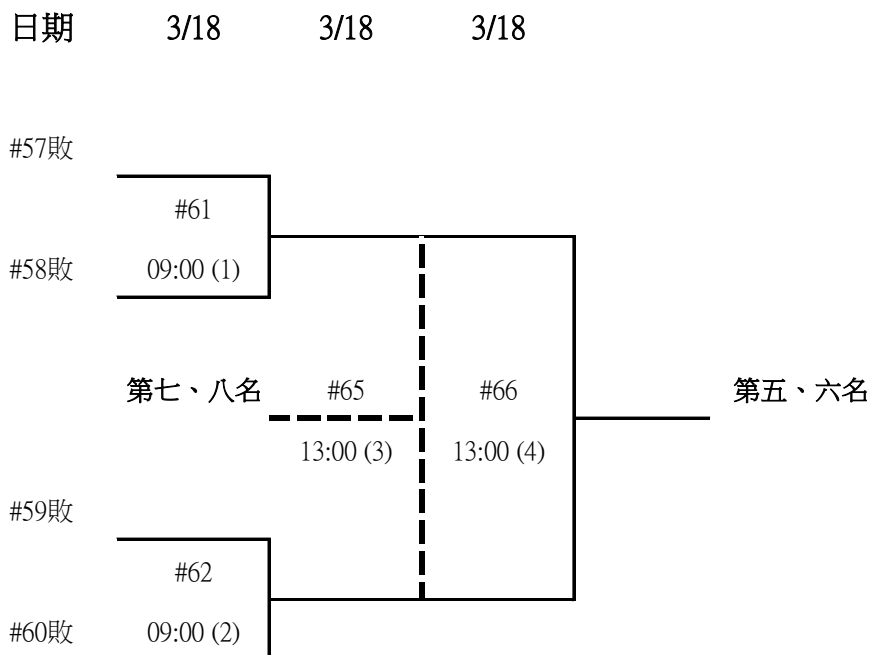 日期 3/18 3/18 3/18
#57敗
#61
#58敗 09:00 (1)
第七、八名 #65 #66 第五、六名
13:00 (3) 13:00 (4)
#59敗
#62
#60敗 09:00 (2)